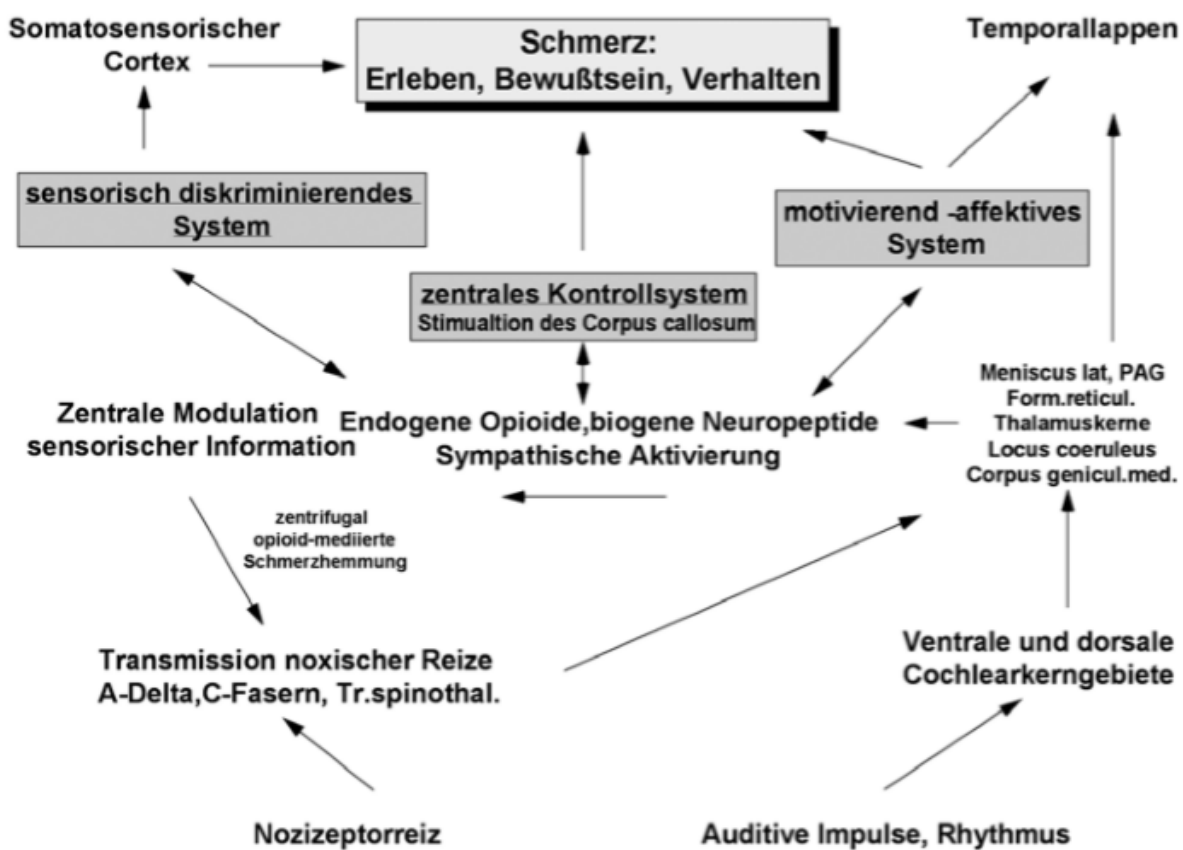 Somatosensorischer
Cortex
Schmerz:
Erleben, Bewußtsein, Verhalten
Temporallappen
sensorisch diskriminierendes
System
motivierend -affektives
System
zentrales Kontrollsystem
Stimualtion des Corpus callosum
Zentrale Modulation
sensorischer Information
Endogene Opioide,biogene Neuropeptide
Sympathische Aktivierung
Meniscus lat, PAG
Form.reticul.
Thalamuskerne
Locus coeruleus
Corpus genicul.med.
zentrifugal
opioid-mediierte
Schmerzhemmung
Transmission noxischer Reize
A-Delta,C-Fasern, Tr.spinothal.
Ventrale und dorsale
Cochlearkerngebiete
Nozizeptorreiz
Auditive Impulse, Rhythmus